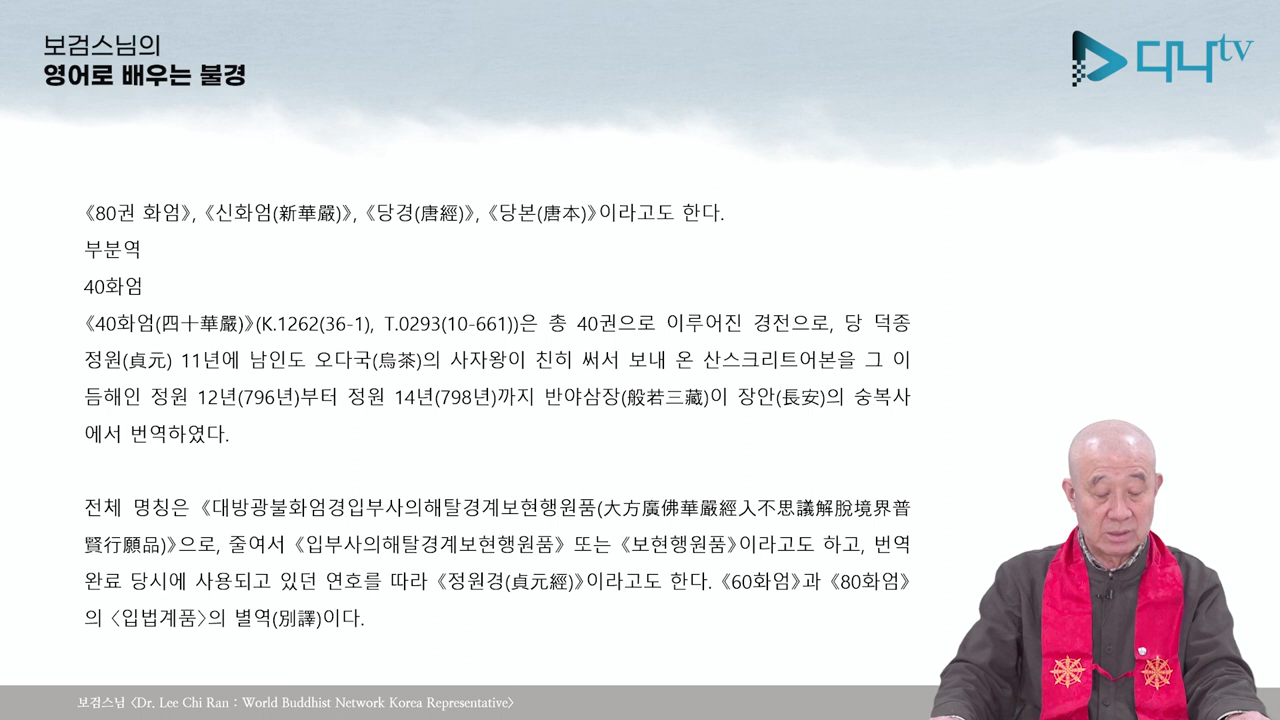 보검스님의
영어로 배우는 불경
디나tv
《80권 화엄》, 《신화엄(新華嚴)》, 《당경(唐經)》, 《당본(唐本)》이라고도 한다.
부분역
40화엄
《40화엄(四十華嚴)》(K.1262(36-1), T.0293(10-661))은 총 40권으로 이루어진 경전으로, 당 덕종
정원(貞元) 11년에 남인도 오다국(烏茶)의 사자왕이 친히 써서 보내 온 산스크리트어본을 그 이
듬해인 정원 12년(796년)부터 정원 14년(798년)까지 반야삼장(般若三藏)이 장안(長安)의 숭복사
에서 번역하였다.
전체 명칭은 《대방광불화엄경입부사의해탈경계보현행원품(大方廣佛華嚴經入不思議解脫境界普
賢行願品)》으로, 줄여서 《입부사의해탈경계보현행원품》 또는 《보현행원품》이라고도 하고, 번역
완료 당시에 사용되고 있던 연호를 따라 《정원경(貞元經)》이라고도 한다. 《60화엄》과 《80화엄》
의 〈입법계품〉의 별역(別譯)이다.
보검스님 〈Dr. Lee Chi Ran : World Buddhist Network Korea Representative〉